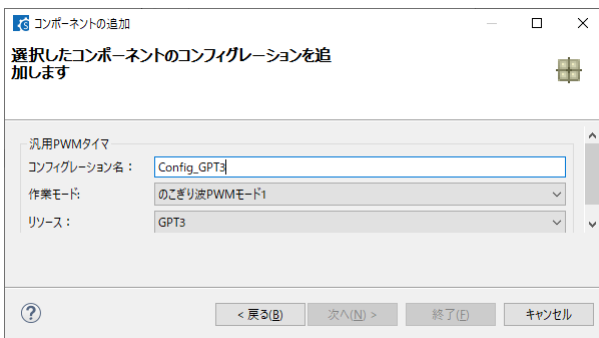 コンポーネントの追加
選択したコンポーネントのコンフィグレーションを追
加します
汎用PWMタイマ
コンフィグレーション名： Config_GPT3
作業モード: のこぎり波PWMモード1
リソース： GPT3
? < 戻る(B) 次へ(N) > 終了(F) キャンセル